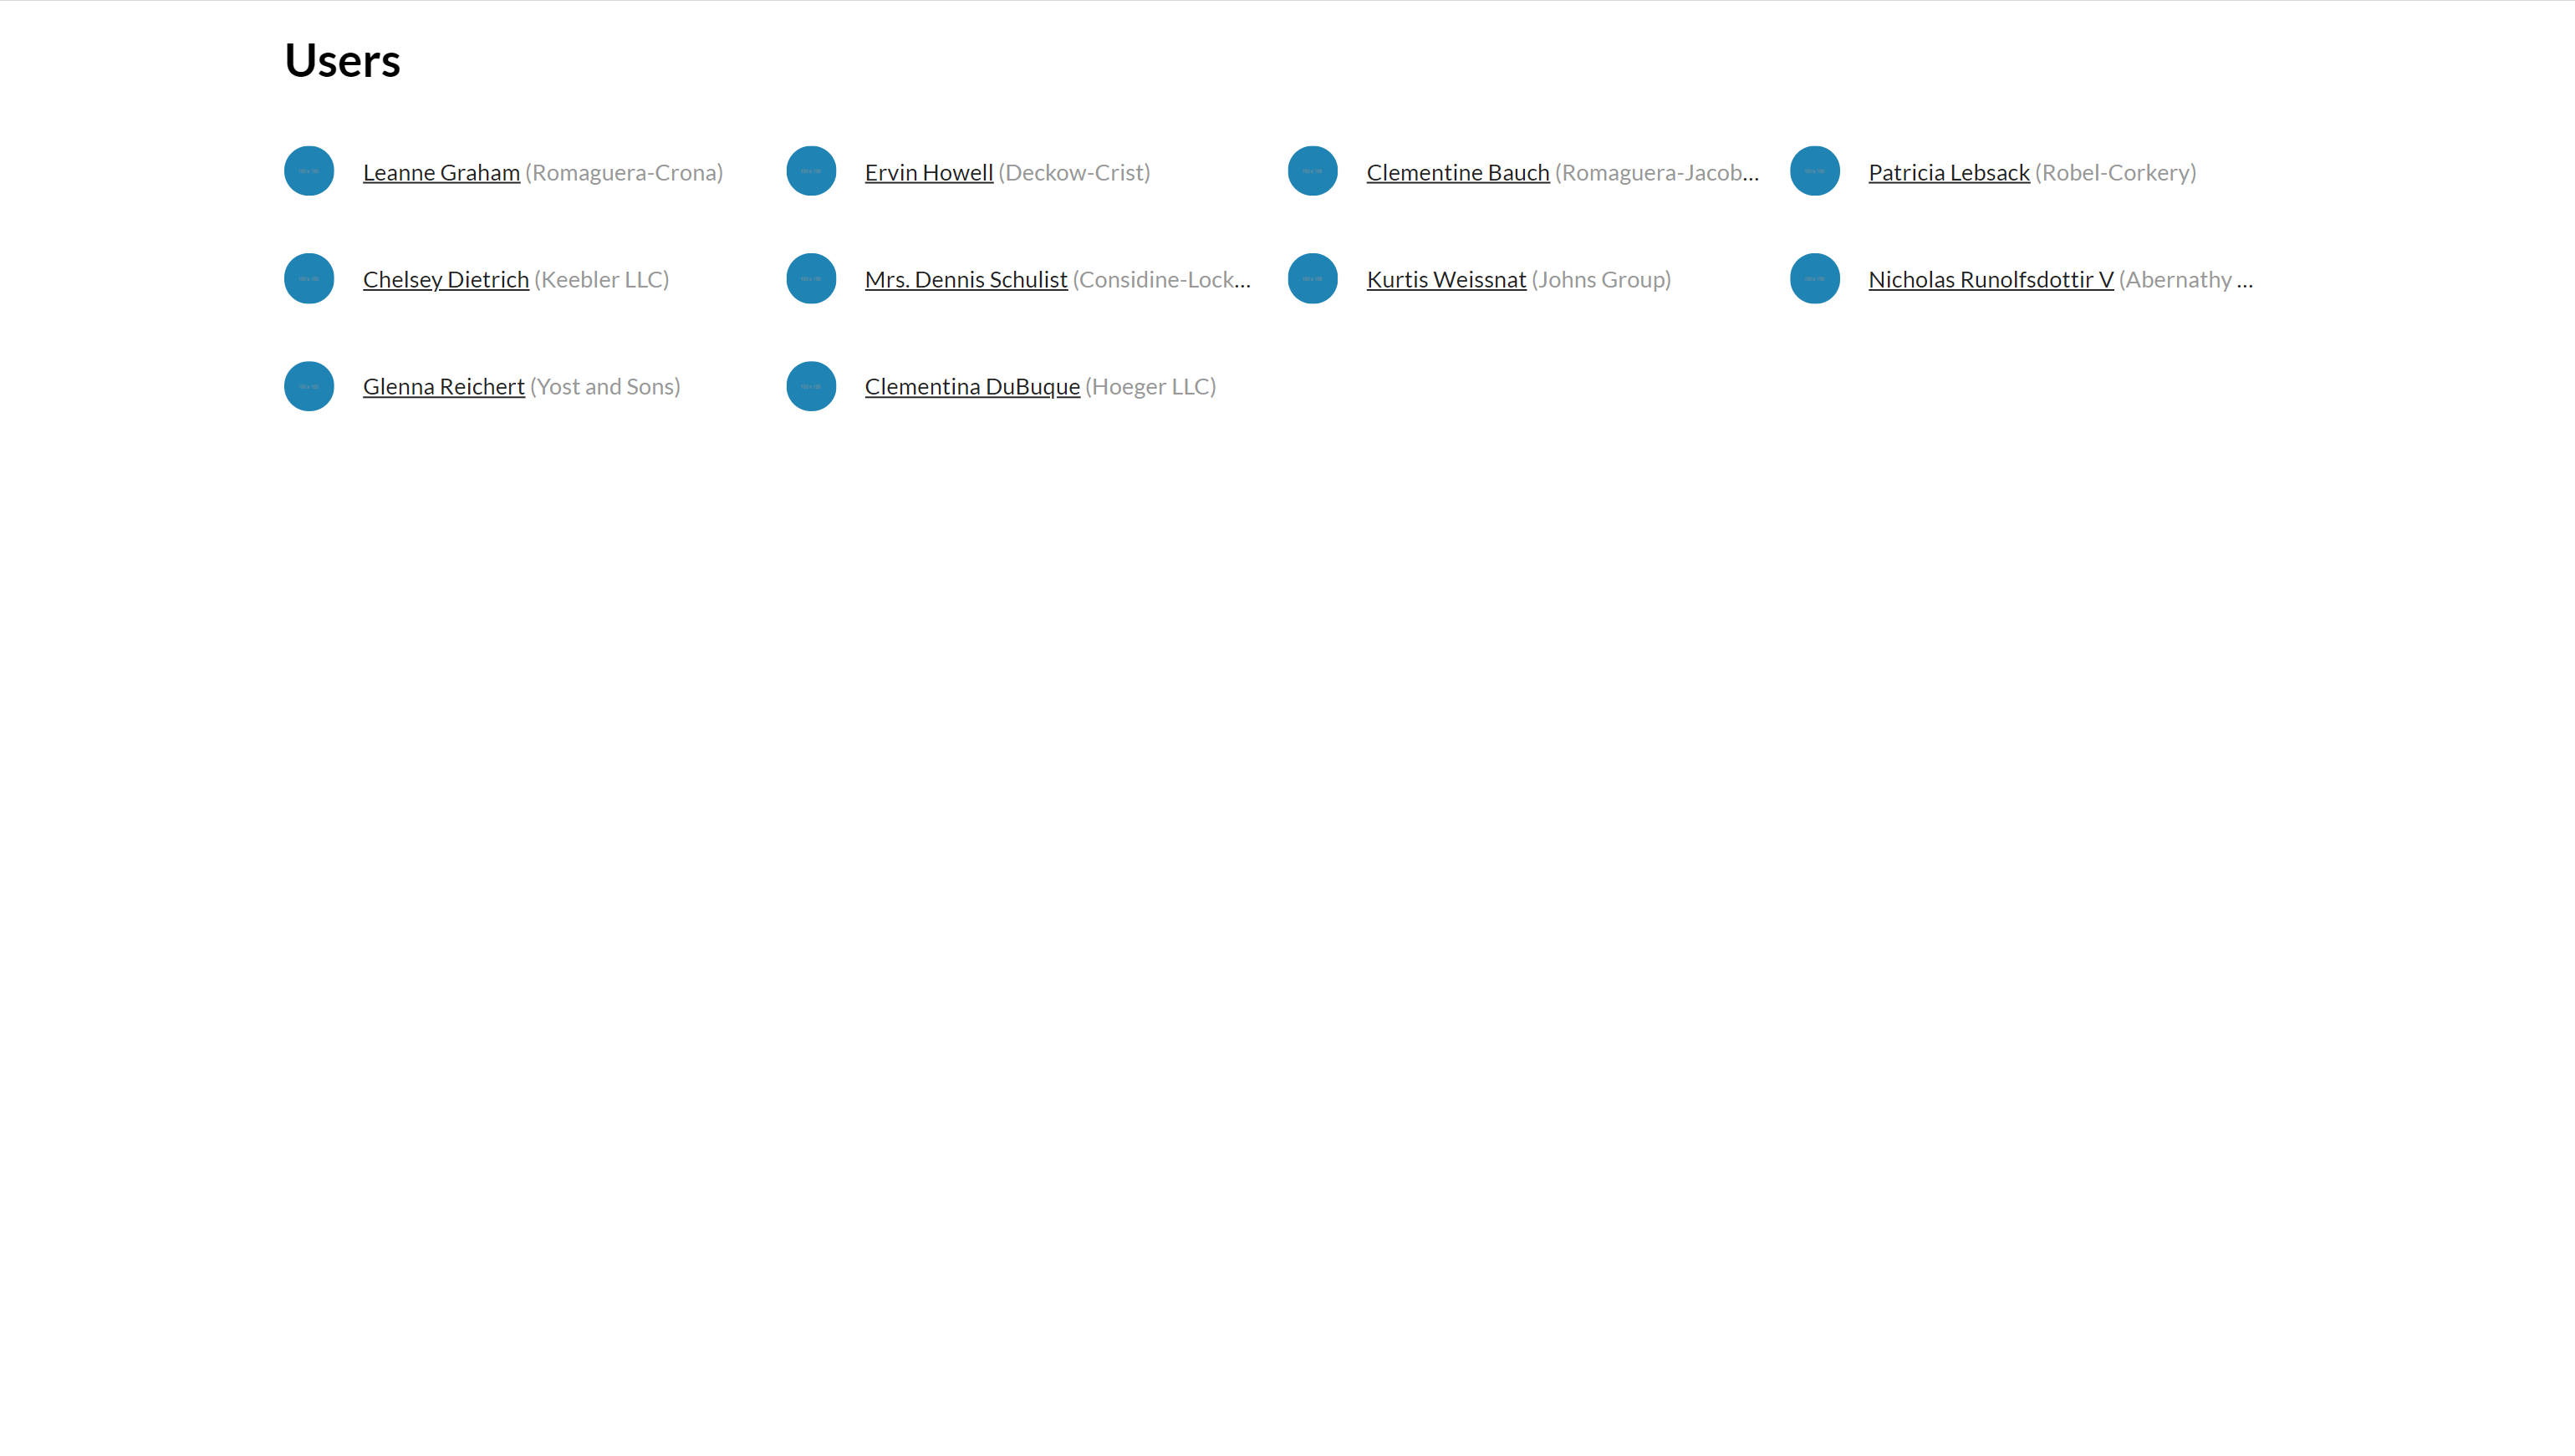 Users
Leanne Graham (Romaguera-Crona)
Ervin Howell (Deckow-Crist)
Clementine Bauch (Romaguera-Jacob...
Patricia Lebsack (Robel-Corkery)
Chelsey Dietrich (Keebler LLC)
Mrs. Dennis Schulist (Considine-Lock...
Kurtis Weissnat (Johns Group)
Nicholas Runolfsdottir V (Abernathy ...
Glenna Reichert (Yost and Sons)
Clementina DuBuque (Hoeger LLC)